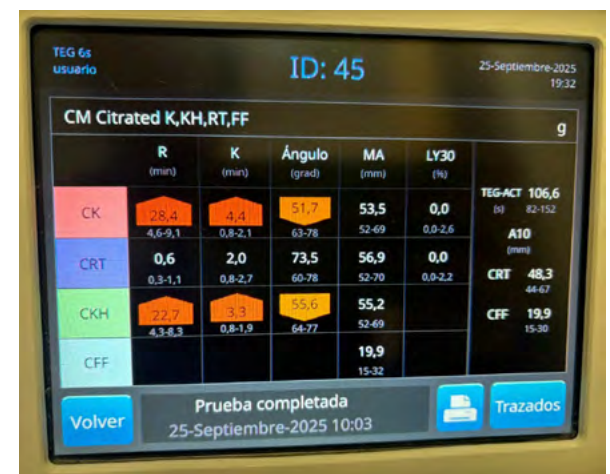 TEG 6s
usuario
ID: 45
25-Septiembre-2025
19:32
CM Citrated K,KH,RT,FF
g
R K Ángulo MA LY30
(min) (min) (grad) (mm) (%)
CK 28,4 4,4 51,7 53,5 0,0
4,6-9,1 0,8-2,1 63-78 52-69 0,0-2,6
CRT 0,6 2,0 73,5 56,9 0,0
0,3-1,1 0,8-2,7 60-78 52-70 0,0-2,2
CKH 22,7 3,3 55,6 55,2
4,3-8,3 0,8-1,9 64-77 52-69
CFF 19,9
15-32
TEG-ACT 106,6
(s) 82-152
A10
(mm)
CRT 48,3
44-67
CFF 19,9
15-30
Volver
Prueba completada
25-Septiembre-2025 10:03
Trazados